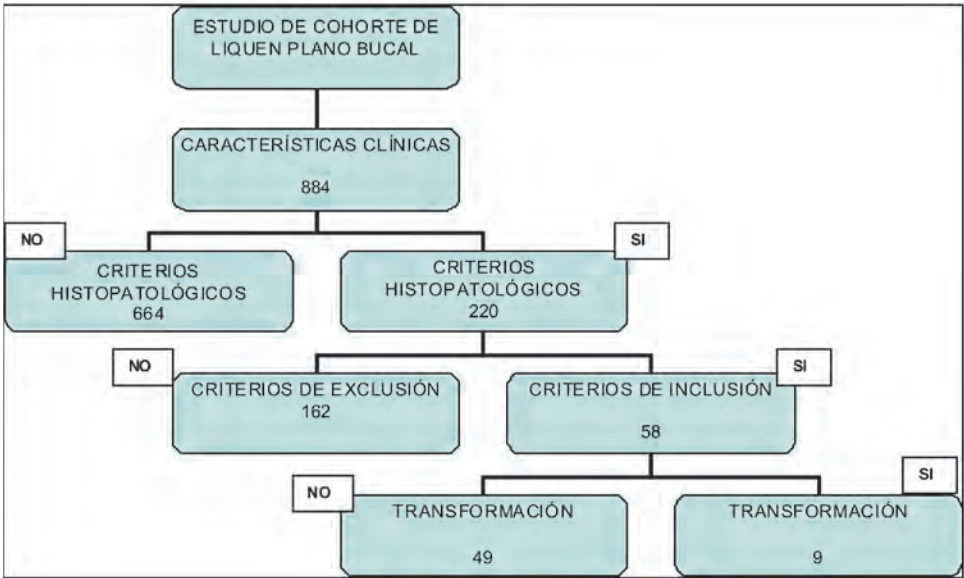 ESTUDIO DE COHORTE DE
LIQUEN PLANO BUCAL
CARACTERÍSTICAS CLÍNICAS
884
NO
CRITERIOS
HISTOPATOLÓGICOS
664
SI
CRITERIOS
HISTOPATOLÓGICOS
220
NO
CRITERIOS DE EXCLUSIÓN
162
SI
CRITERIOS DE INCLUSIÓN
58
NO
TRANSFORMACIÓN
49
SI
TRANSFORMACIÓN
9